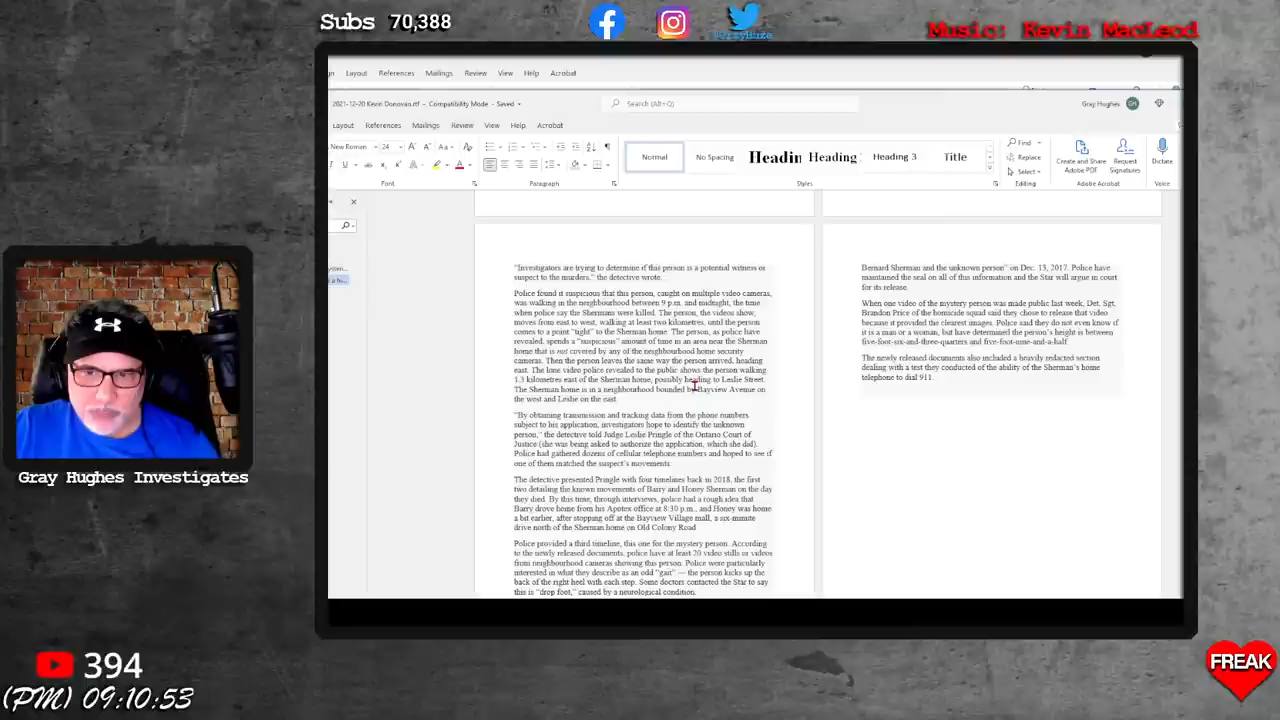 Subs 70,388
Music: Kevin MacLeod
Layout References Mailings Review View Help Acrobat
2021-12-20 Kevin Donovan.rtf - Compatibility Mode - Saved
Search (Alt+Q)
Gray Hughes
Layout References Mailings Review View Help Acrobat
New Roman 24
Normal No Spacing Headin Heading Heading 3 Title
Find
Replace
Select
Create and Share
Adobe PDF
Request
Signatures
Dictate
Font Paragraph Styles Editing Adobe Acrobat Voice
"Investigators are trying to determine if this person is a potential witness or
suspect to the murders," the detective wrote.
Police found it suspicious that this person, caught on multiple video cameras,
was walking in the neighbourhood between 9 p.m. and midnight, the time
when police say the Shermans were killed. The person, the videos show,
moves from east to west, walking at least two kilometres, until the person
comes to a point "tight" to the Sherman home. The person, as police have
revealed, spends a "suspicious" amount of time in an area near the Sherman
home that is not covered by any of the neighbourhood home security
cameras. Then the person leaves the same way the person arrived, heading
east. The lone video police revealed to the public shows the person walking
1.3 kilometres east of the Sherman home, possibly heading to Leslie Street.
The Sherman home is in a neighbourhood bounded by Bayview Avenue on
the west and Leslie on the east.
"By obtaining transmission and tracking data from the phone numbers
subject to his application, investigators hope to identify the unknown
person," the detective told Judge Leslie Pringle of the Ontario Court of
Justice (she was being asked to authorize the application, which she did).
Police had gathered dozens of cellular telephone numbers and hoped to see if
one of them matched the suspect's movements.
The detective presented Pringle with four timelines back in 2018, the first
two detailing the known movements of Barry and Honey Sherman on the day
they died. By this time, through interviews, police had a rough idea that
Barry drove home from his Apotex office at 8:30 p.m., and Honey was home
a bit earlier, after stopping off at the Bayview Village mall, a six-minute
drive north of the Sherman home on Old Colony Road
Police provided a third timeline, this one for the mystery person. According
to the newly released documents, police have at least 20 video stills or videos
from neighbourhood cameras showing this person. Police were particularly
interested in what they describe as an odd "gait" — the person kicks up the
back of the right heel with each step. Some doctors contacted the Star to say
this is "drop foot," caused by a neurological condition.
Bernard Sherman and the unknown person" on Dec. 13, 2017. Police have
maintained the seal on all of this information and the Star will argue in court
for its release.
When one video of the mystery person was made public last week, Det. Sgt.
Brandon Price of the homicide squad said they chose to release that video
because it provided the clearest images. Police said they do not even know if
it is a man or a woman, but have determined the person's height is between
five-foot-six-and-three-quarters and five-foot-nine-and-a-half.
The newly released documents also included a heavily redacted section
dealing with a test they conducted of the ability of the Sherman's home
telephone to dial 911.
Gray Hughes Investigates
394
(PM) 09:10:53
FREAK